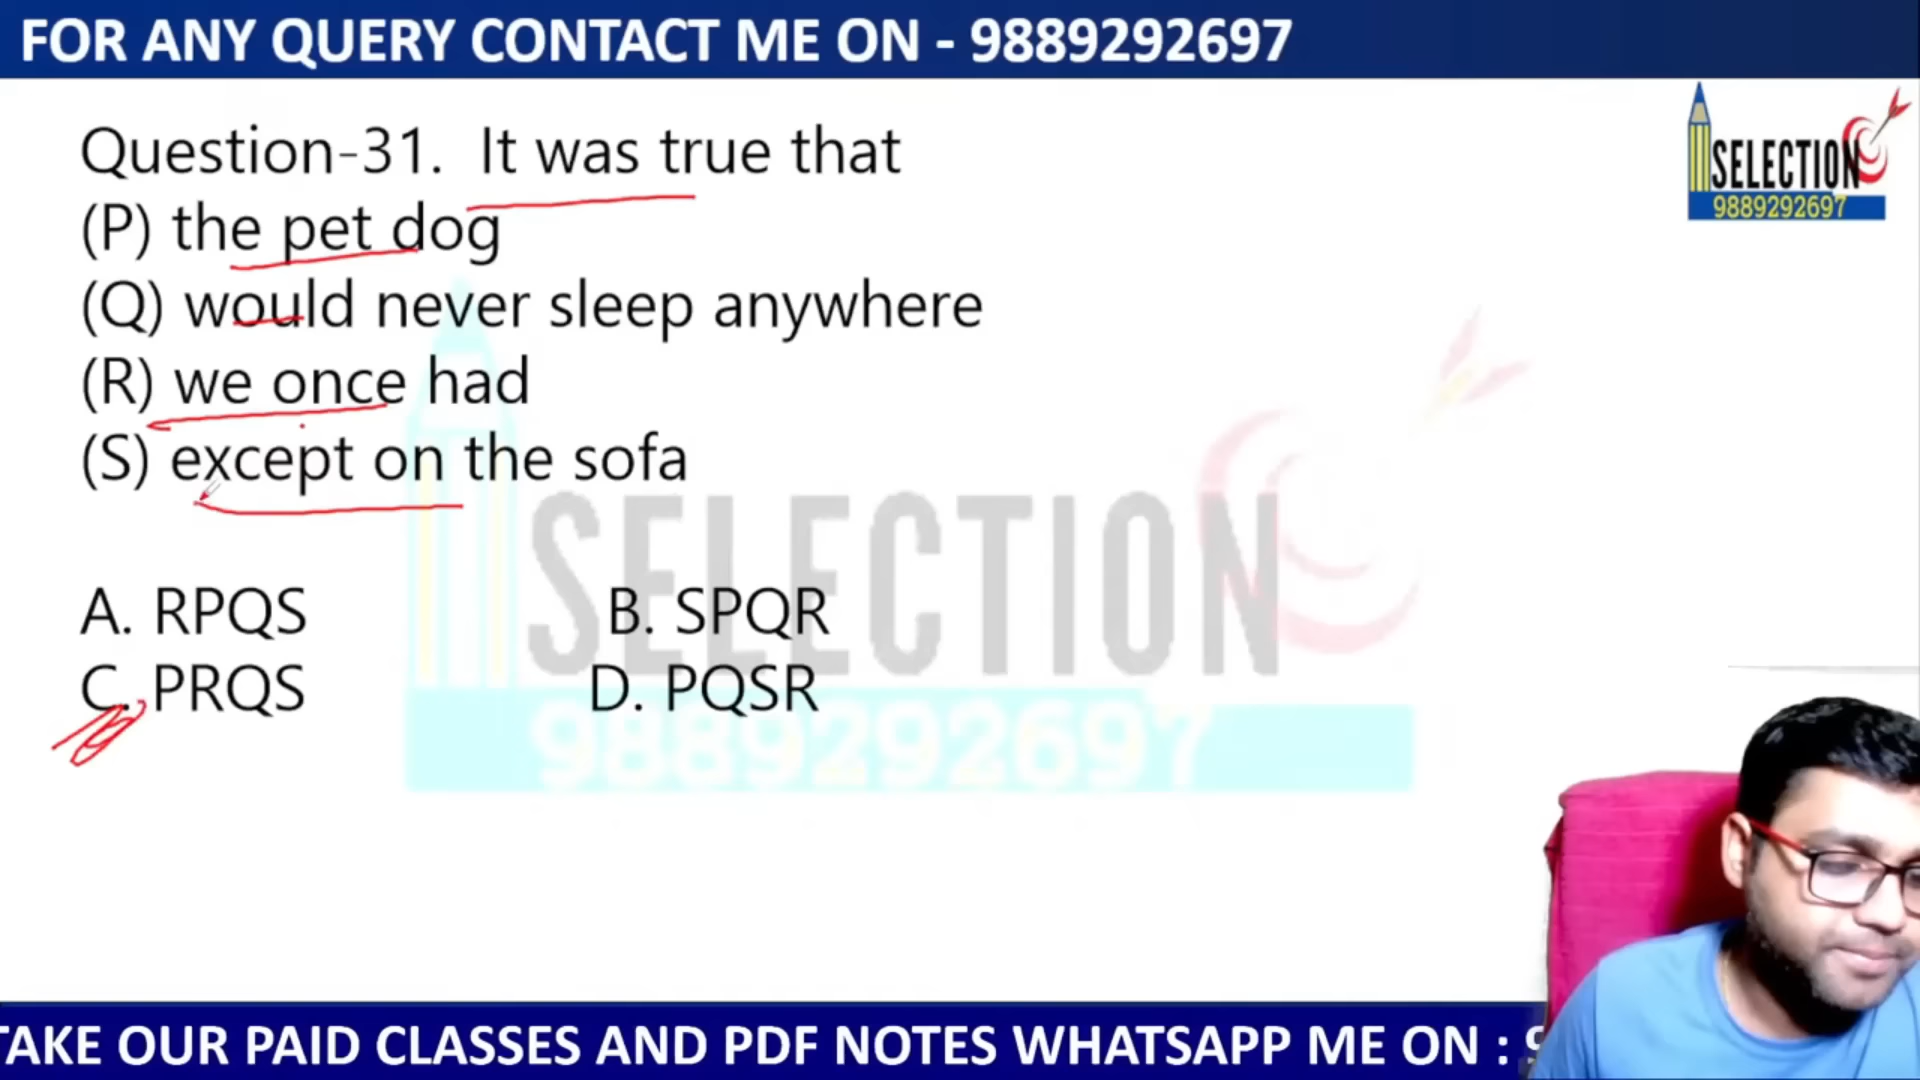 FOR ANY QUERY CONTACT ME ON - 9889292697
SELECTION
9889292697
Question-31. It was true that
(P) the pet dog
(Q) would never sleep anywhere
(R) we once had
(S) except on the sofa
SELECTION
9889292697
A. RPQS B. SPQR
C. PRQS D. PQSR
TAKE OUR PAID CLASSES AND PDF NOTES WHATSAPP ME ON :